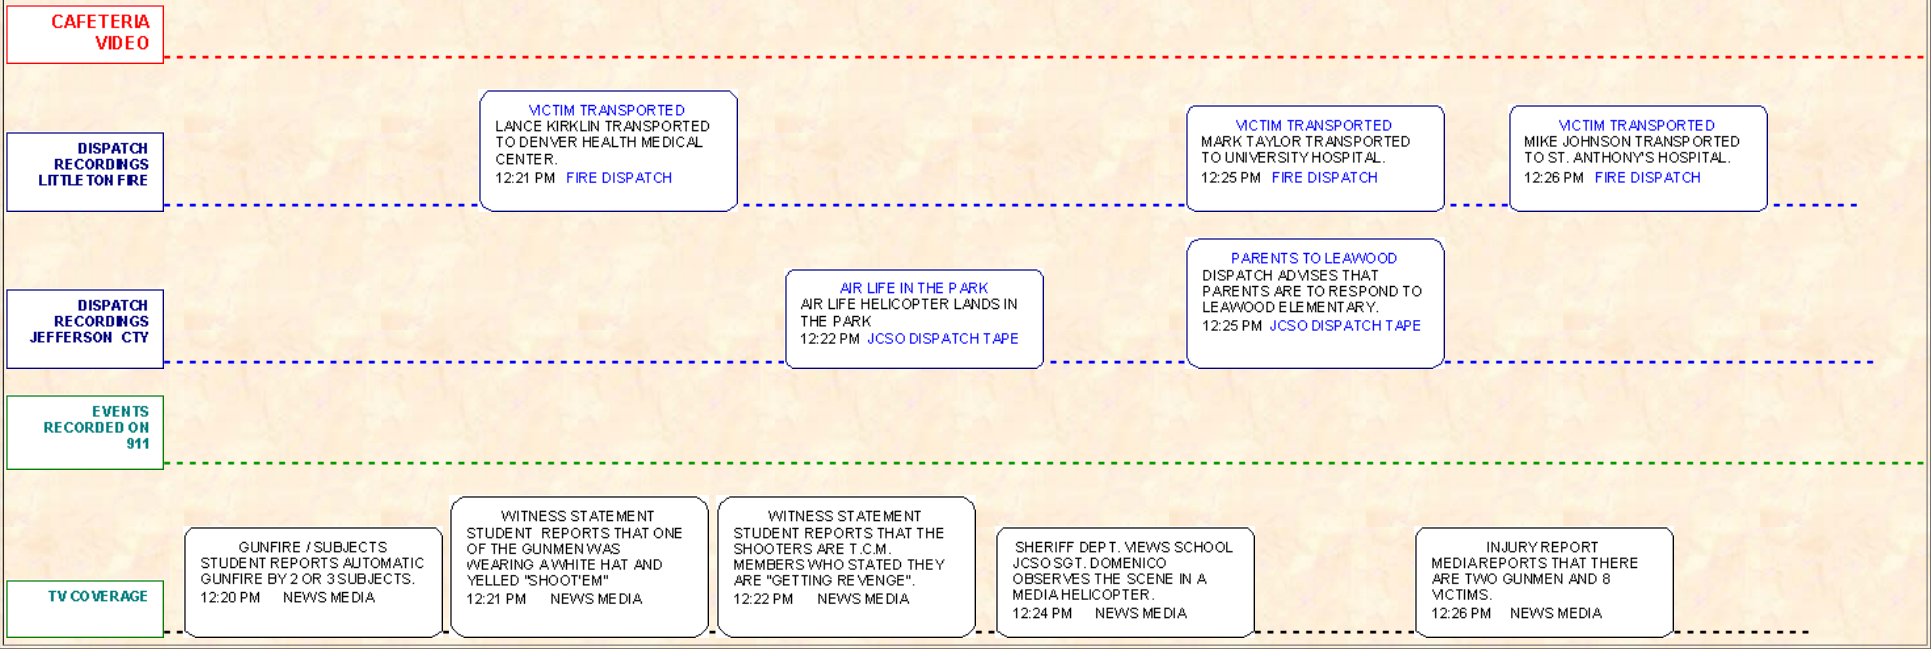 CAFETERIA
VIDEO
DISPATCH
RECORDINGS
LITTLETON FIRE
VICTIM TRANSPORTED
LANCE KIRKLIN TRANSPORTED
TO DENVER HEALTH MEDICAL
CENTER.
12:21 PM FIRE DISPATCH
VICTIM TRANSPORTED
MARK TAYLOR TRANSPORTED
TO UNIVERSITY HOSPITAL.
12:25 PM FIRE DISPATCH
VICTIM TRANSPORTED
MIKE JOHNSON TRANSPORTED
TO ST. ANTHONY'S HOSPITAL.
12:26 PM FIRE DISPATCH
DISPATCH
RECORDINGS
JEFFERSON CTY
AIR LIFE IN THE PARK
AIR LIFE HELICOPTER LANDS IN
THE PARK
12:22 PM JCSO DISPATCH TAPE
PARENTS TO LEAWOOD
DISPATCH ADVISES THAT
PARENTS ARE TO RESPOND TO
LEAWOOD ELEMENTARY.
12:25 PM JCSO DISPATCH TAPE
EVENTS
RECORDED ON
911
TV COVERAGE
GUNFIRE / SUBJECTS
STUDENT REPORTS AUTOMATIC
GUNFIRE BY 2 OR 3 SUBJECTS.
12:20 PM NEWS MEDIA
WITNESS STATEMENT
STUDENT REPORTS THAT ONE
OF THE GUNMEN WAS
WEARING A WHITE HAT AND
YELLED "SHOOT'EM"
12:21 PM NEWS MEDIA
WITNESS STATEMENT
STUDENT REPORTS THAT THE
SHOOTERS ARE T.C.M.
MEMBERS WHO STATED THEY
ARE "GETTING REVENGE".
12:22 PM NEWS MEDIA
SHERIFF DEPT. VIEWS SCHOOL
JCSO SGT. DOMENICO
OBSERVES THE SCENE IN A
MEDIA HELICOPTER.
12:24 PM NEWS MEDIA
INJURY REPORT
MEDIA REPORTS THAT THERE
ARE TWO GUNMEN AND 8
VICTIMS.
12:26 PM NEWS MEDIA